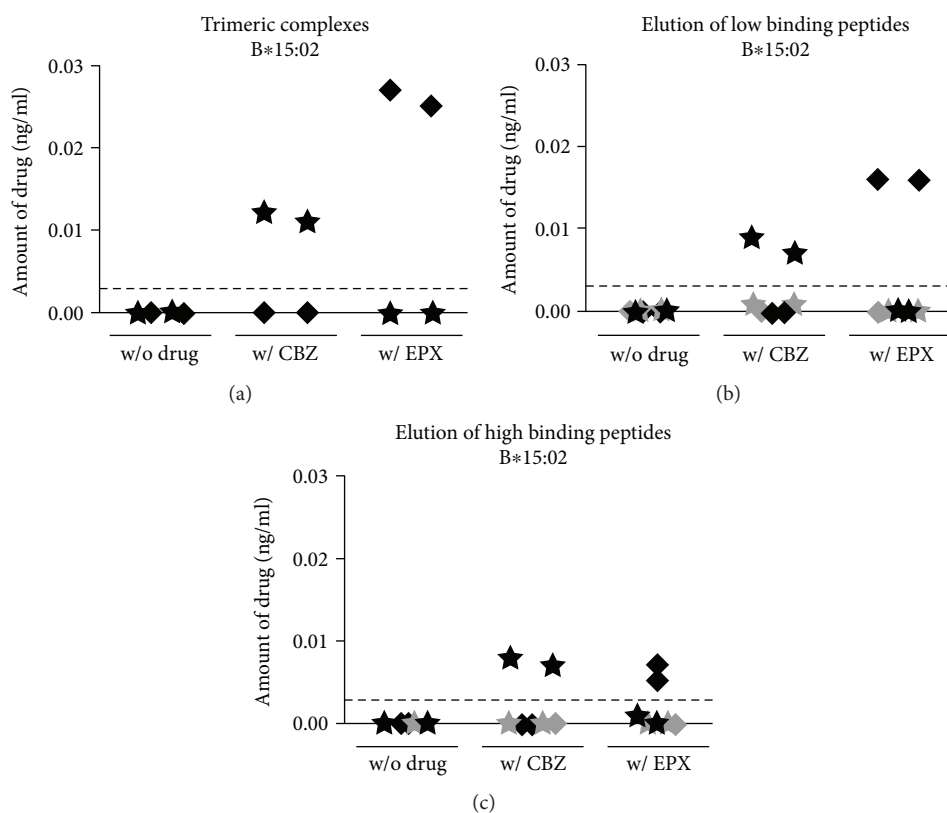 Trimeric complexes
B*15:02
Amount of drug (ng/ml)
0.03
0.02
0.01
0.00
w/o drug
w/ CBZ
w/ EPX
(a)
Elution of low binding peptides
B*15:02
Amount of drug (ng/ml)
0.03
0.02
0.01
0.00
w/o drug
w/ CBZ
w/ EPX
(b)
Elution of high binding peptides
B*15:02
Amount of drug (ng/ml)
0.03
0.02
0.01
0.00
w/o drug
w/ CBZ
w/ EPX
(c)